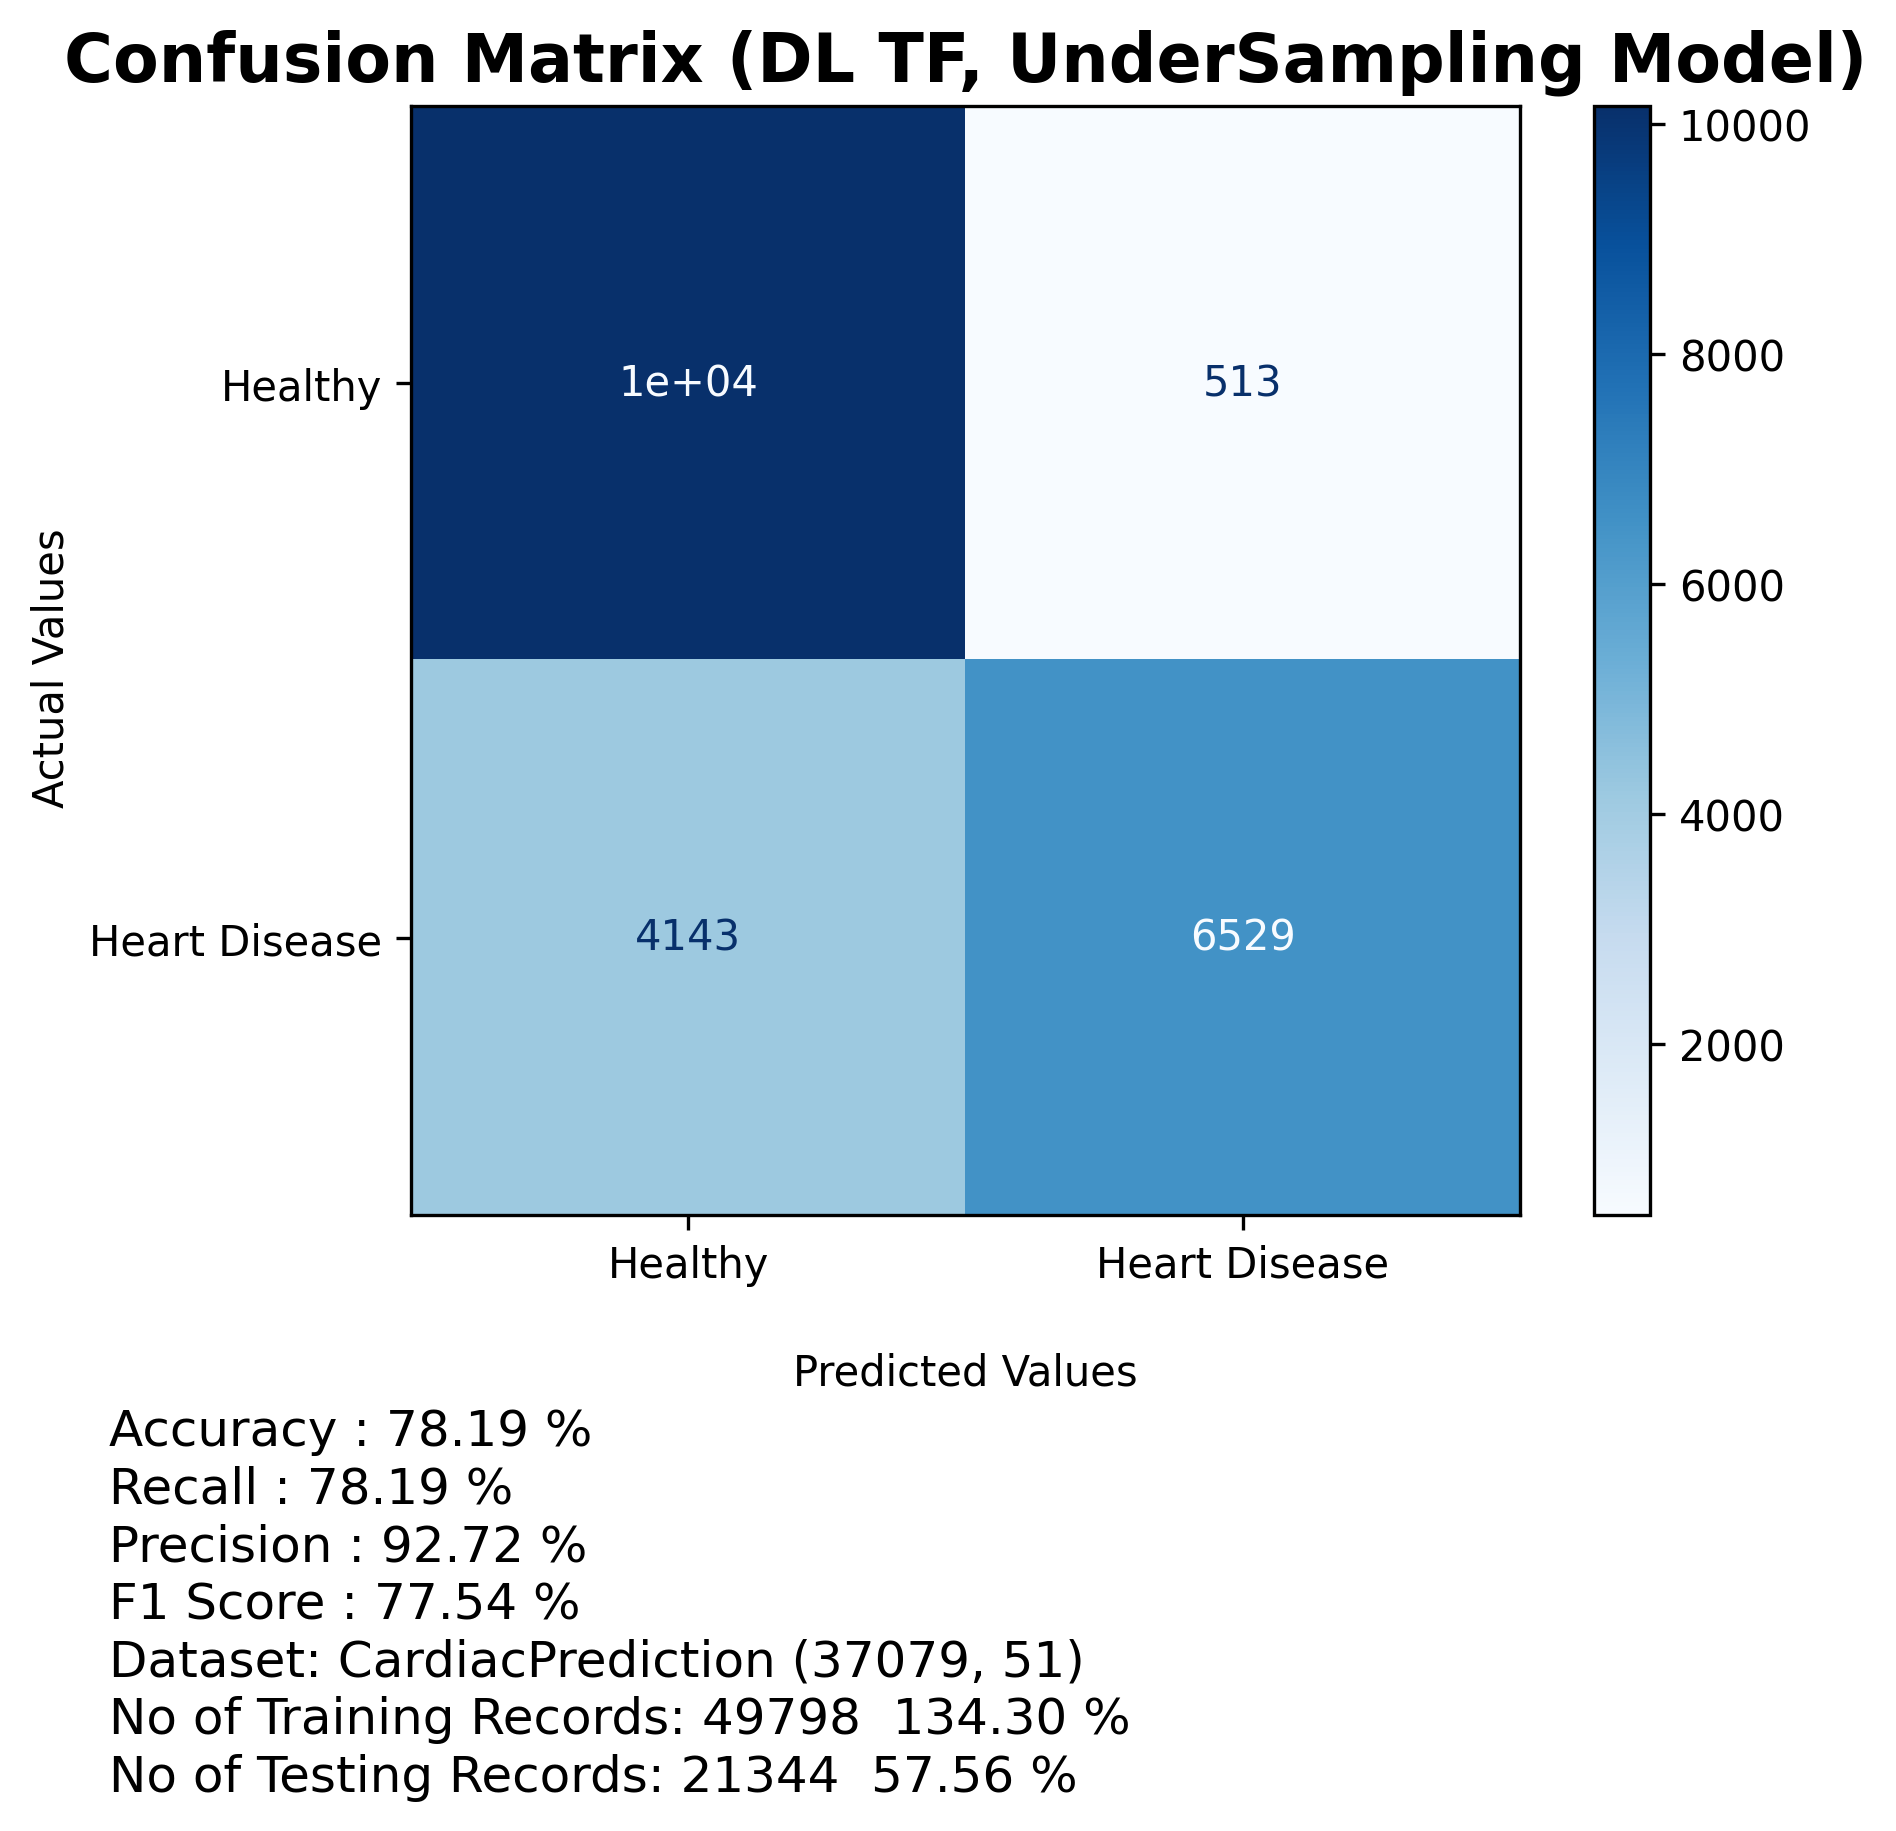 Confusion Matrix (DL TF, UnderSampling Model)
10000
8000
6000
4000
2000
Actual Values
Healthy
1e+04
513
Heart Disease
4143
6529
Healthy
Heart Disease
Predicted Values
Accuracy : 78.19 %
Recall : 78.19 %
Precision : 92.72 %
F1 Score : 77.54 %
Dataset: CardiacPrediction (37079, 51)
No of Training Records: 49798  134.30 %
No of Testing Records: 21344  57.56 %